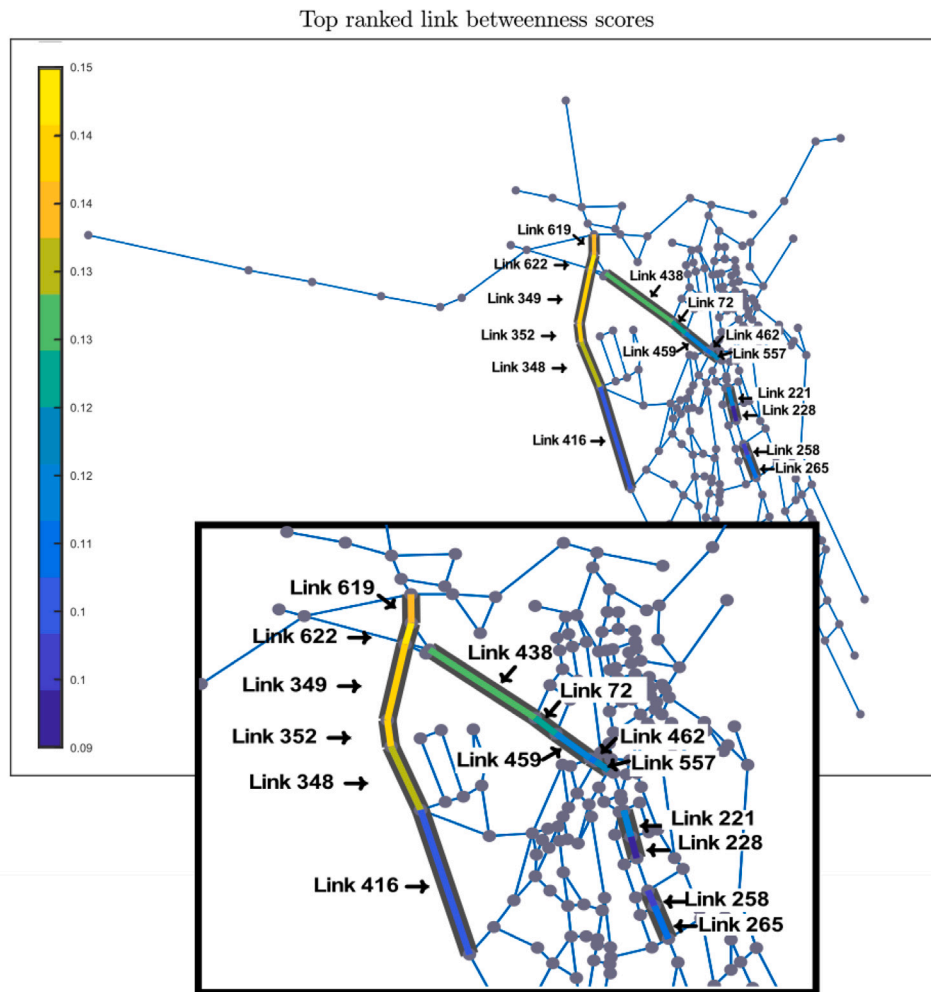 Top ranked link betweenness scores
0.15
0.14
0.14
0.13
0.13
0.12
0.12
0.11
0.1
0.1
0.09
Link 619
Link 622
Link 438
Link 349
Link 72
Link 352
Link 462
Link 459
Link 557
Link 348
Link 221
Link 228
Link 416
Link 258
Link 265
Link 619
Link 622
Link 438
Link 349
Link 72
Link 352
Link 462
Link 459
Link 557
Link 348
Link 221
Link 228
Link 416
Link 258
Link 265